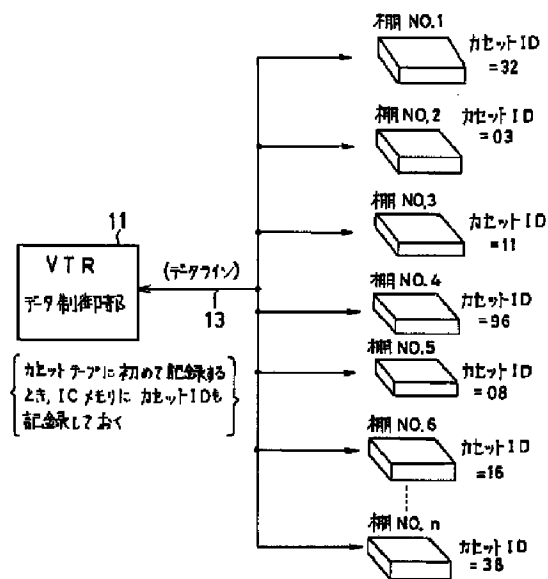 棚 NO.1
カセットID
=32
棚 NO.2
カセットID
=03
棚 NO.3
カセットID
=11
棚 NO.4
カセットID
=96
棚 NO.5
カセットID
=08
棚 NO.6
カセットID
=16
棚 NO.n
カセットID
=38
11
VTR
データ制御部
(データライン)
13
カセットテープに初めて記録する
とき,ICメモリにカセットIDも
記録しておく